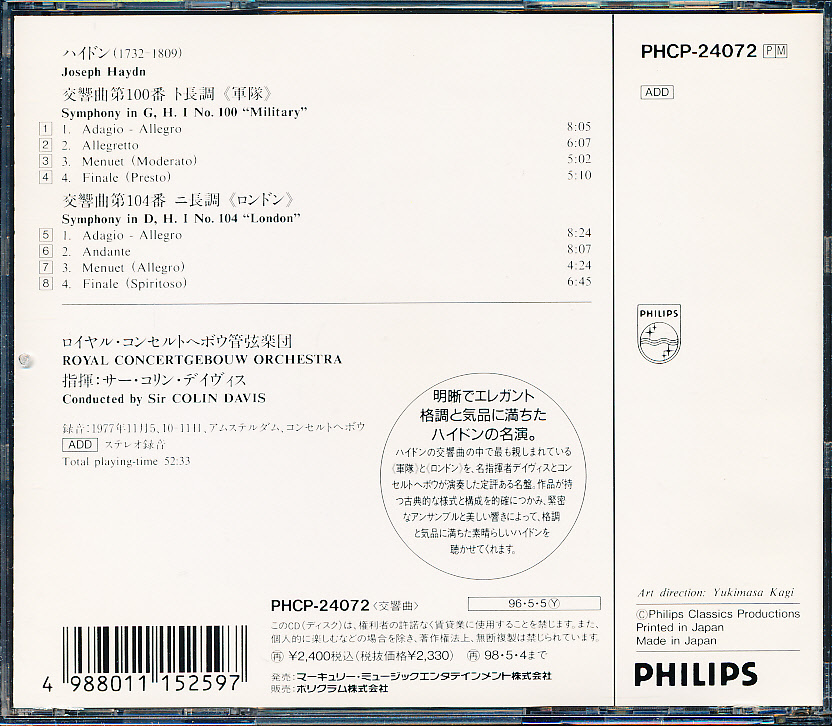 ハイドン(1732-1809)
Joseph Haydn
交響曲第100番 ト長調《軍隊》
Symphony in G, H. I No. 100 “Military”
1 1. Adagio - Allegro 8:05
2 2. Allegretto 6:07
3 3. Menuet (Moderato) 5:02
4 4. Finale (Presto) 5:10
交響曲第104番 ニ長調《ロンドン》
Symphony in D, H. I No. 104 “London”
5 1. Adagio - Allegro 8:24
6 2. Andante 8:07
7 3. Menuet (Allegro) 4:24
8 4. Finale (Spiritoso) 6:45
ロイヤル・コンセルトヘボウ管弦楽団
ROYAL CONCERTGEBOUW ORCHESTRA
指揮：サー・コリン・デイヴィス
Conducted by Sir COLIN DAVIS
録音：1977年11月5、10-11日、アムステルダム、コンセルトヘボウ
ADD ステレオ録音
Total playing-time 52:33
明晰でエレガント
格調と気品に満ちた
ハイドンの名演。
ハイドンの交響曲の中で最も親しまれている
《軍隊》と《ロンドン》を、名指揮者デイヴィスとコン
セルトヘボウが演奏した定評ある名盤。作品が持
つ古典的な様式と構成を的確につかみ、緊密
なアンサンブルと美しい響きによって、格調
と気品に満ちた素晴らしいハイドンを
聴かせてくれます。
PHCP-24072〈交響曲〉
96・5・5Ⓨ
このCD(ディスク)は、権利者の許諾なく賃貸業に使用することを禁じます。また、
個人的に楽しむなどの場合を除き、著作権法上、無断複製は禁じられています。
㊢ ¥2,400税込(税抜価格¥2,330) ㊢ 98・5・4まで
発売：マーキュリー・ミュージックエンタテインメント株式会社
販売：ポリグラム株式会社
4 988011 152597
PHCP-24072 PM
ADD
PHILIPS
Art direction: Yukimasa Kagi
ⒸPhilips Classics Productions
Printed in Japan
Made in Japan
PHILIPS